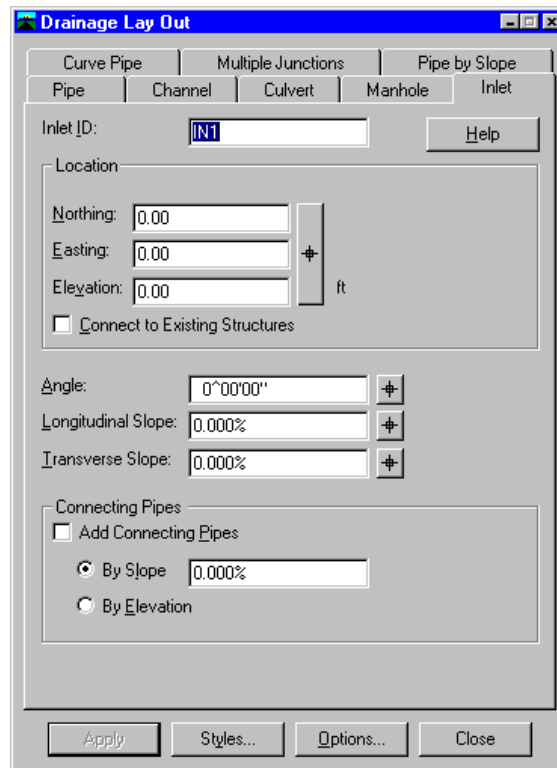 Drainage Lay Out
Curve Pipe Multiple Junctions Pipe by Slope
Pipe Channel Culvert Manhole Inlet
Inlet ID: IN1 Help
Location
Northing: 0.00
Easting: 0.00
Elevation: 0.00 ft
Connect to Existing Structures
Angle: 0^00'00"
Longitudinal Slope: 0.000%
Transverse Slope: 0.000%
Connecting Pipes
Add Connecting Pipes
By Slope 0.000%
By Elevation
Apply Styles... Options... Close